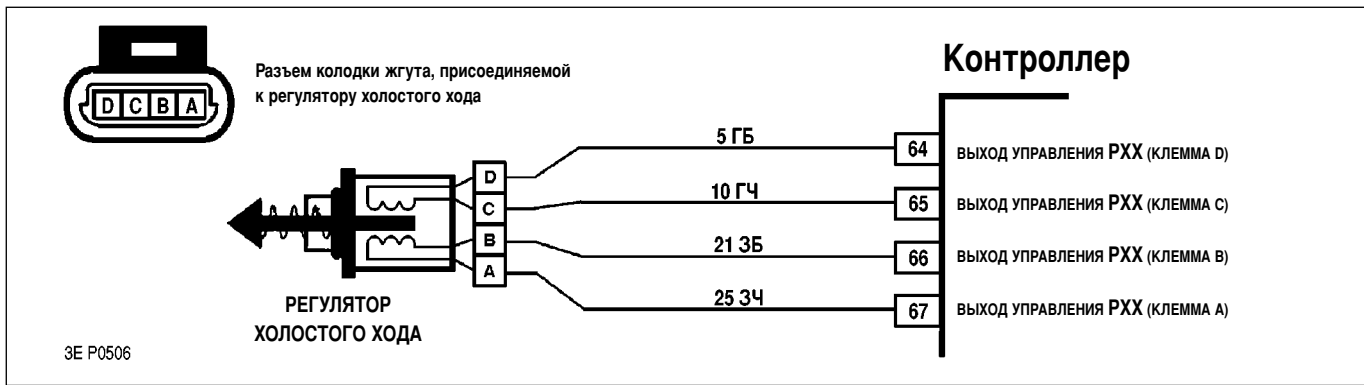 Контроллер
Разъем колодки жгута, присоединяемой
к регулятору холостого хода
D C B A
5 ГБ
64 ВЫХОД УПРАВЛЕНИЯ РХХ (КЛЕММА D)
D
10 ГЧ
65 ВЫХОД УПРАВЛЕНИЯ РХХ (КЛЕММА C)
C
21 ЗБ
66 ВЫХОД УПРАВЛЕНИЯ РХХ (КЛЕММА B)
B
25 ЗЧ
67 ВЫХОД УПРАВЛЕНИЯ РХХ (КЛЕММА A)
A
РЕГУЛЯТОР
ХОЛОСТОГО ХОДА
3E P0506